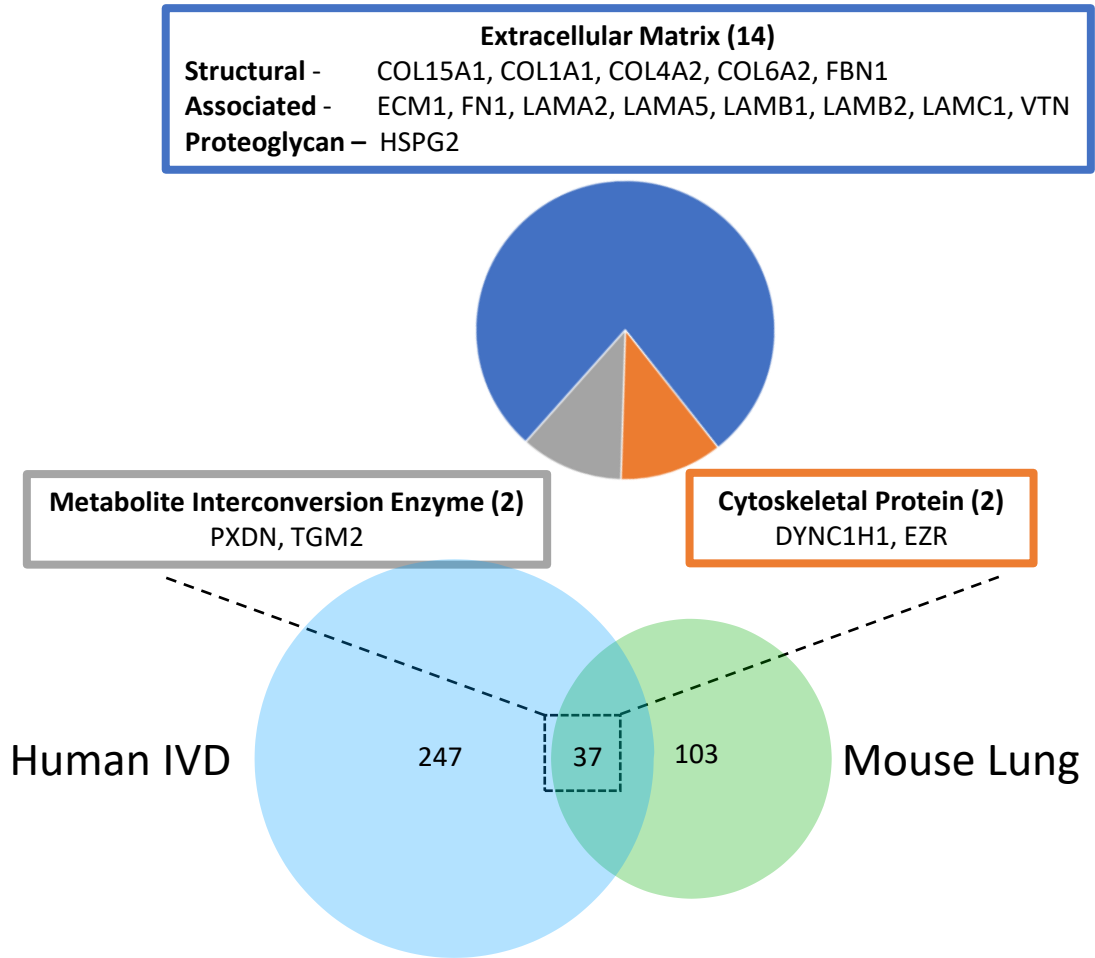 Extracellular Matrix (14)
Structural - COL15A1, COL1A1, COL4A2, COL6A2, FBN1
Associated - ECM1, FN1, LAMA2, LAMA5, LAMB1, LAMB2, LAMC1, VTN
Proteoglycan – HSPG2
Metabolite Interconversion Enzyme (2)
PXDN, TGM2
Cytoskeletal Protein (2)
DYNC1H1, EZR
Human IVD
247
37
103
Mouse Lung